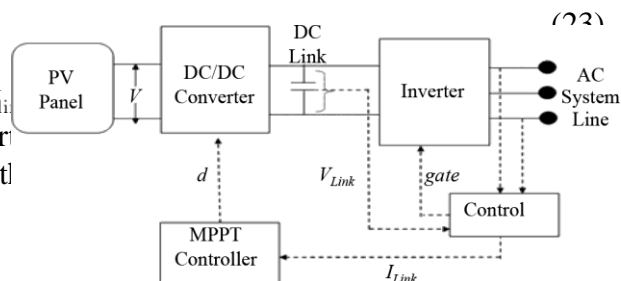 (23)
PV
Panel
V
DC/DC
Converter
DC
Link
Inverter
AC
System
Line
d
V_Link
gate
Control
MPPT
Controller
I_Link